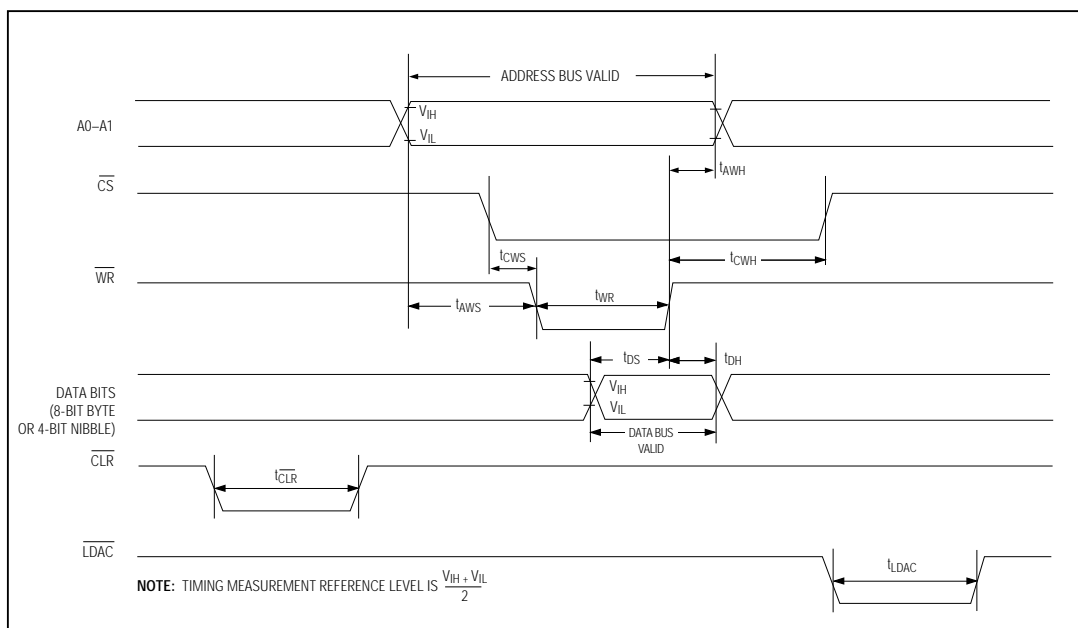 ADDRESS BUS VALID
A0–A1
VIH
VIL
tAWH
CS
tCWS
tCWH
WR
tAWS
tWR
tDS
tDH
DATA BITS
(8-BIT BYTE
OR 4-BIT NIBBLE)
VIH
VIL
DATA BUS
VALID
CLR
tCLR
LDAC
tLDAC
NOTE: TIMING MEASUREMENT REFERENCE LEVEL IS VIH + VIL
2